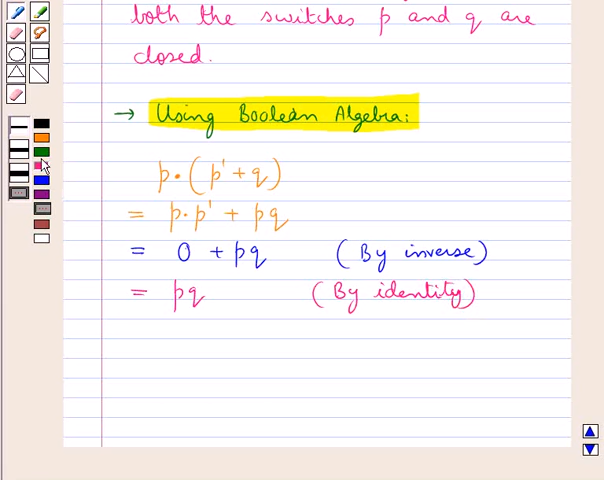 both the switches p and q are
closed.
→ Using Boolean Algebra:
p·(p' + q)
= p·p' + pq
= 0 + pq (By inverse)
= pq (By identity)